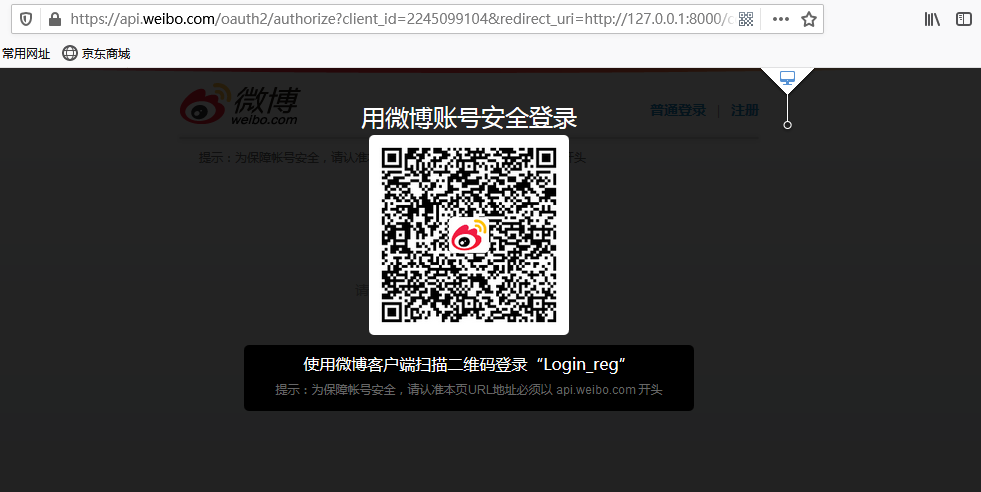 https://api.weibo.com/oauth2/authorize?client_id=2245099104&redirect_uri=http://127.0.0.1:8000/
常用网址 京东商城
微博
weibo.com
用微博账号安全登录
普通登录 | 注册
提示：为保障帐号安全，请认准 开头
使用微博客户端扫描二维码登录“Login_reg”
提示：为保障帐号安全，请认准本页URL地址必须以 api.weibo.com 开头